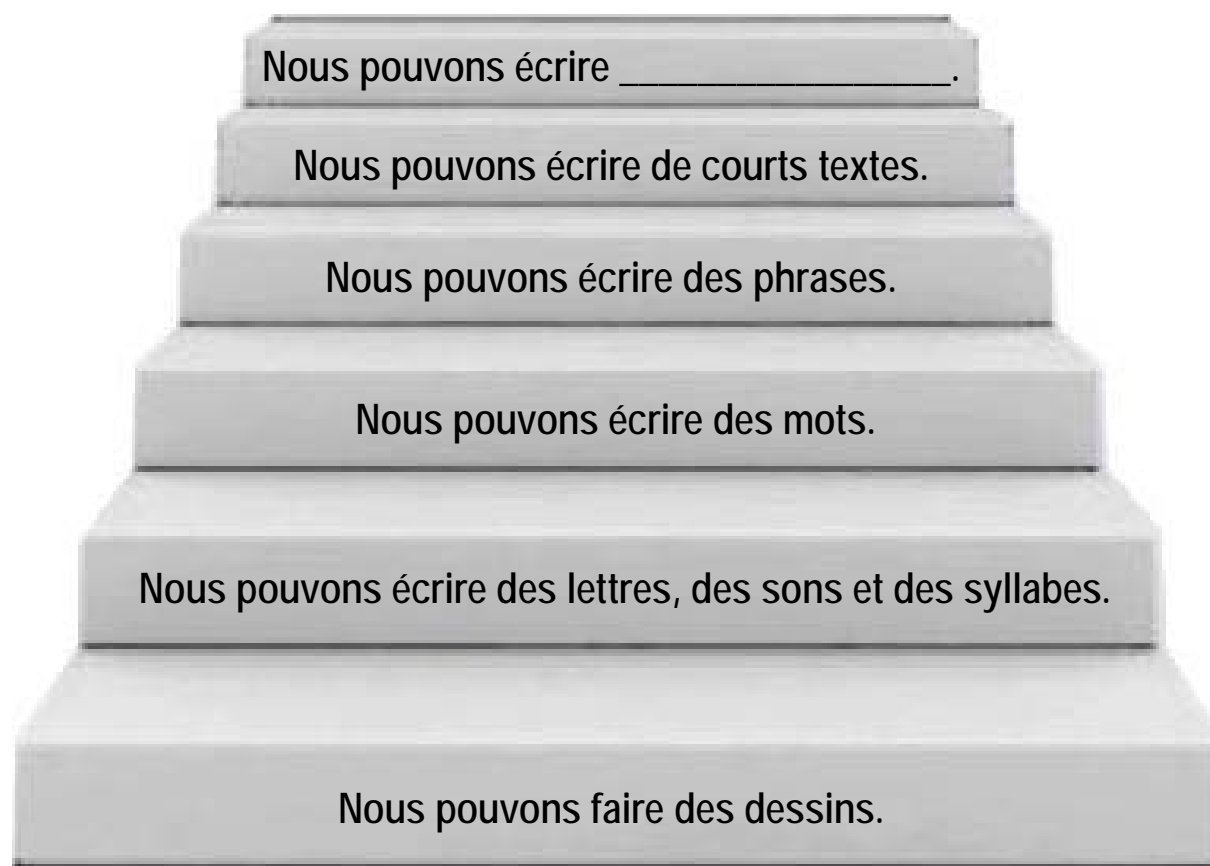 Nous pouvons écrire _________________.
Nous pouvons écrire de courts textes.
Nous pouvons écrire des phrases.
Nous pouvons écrire des mots.
Nous pouvons écrire des lettres, des sons et des syllabes.
Nous pouvons faire des dessins.